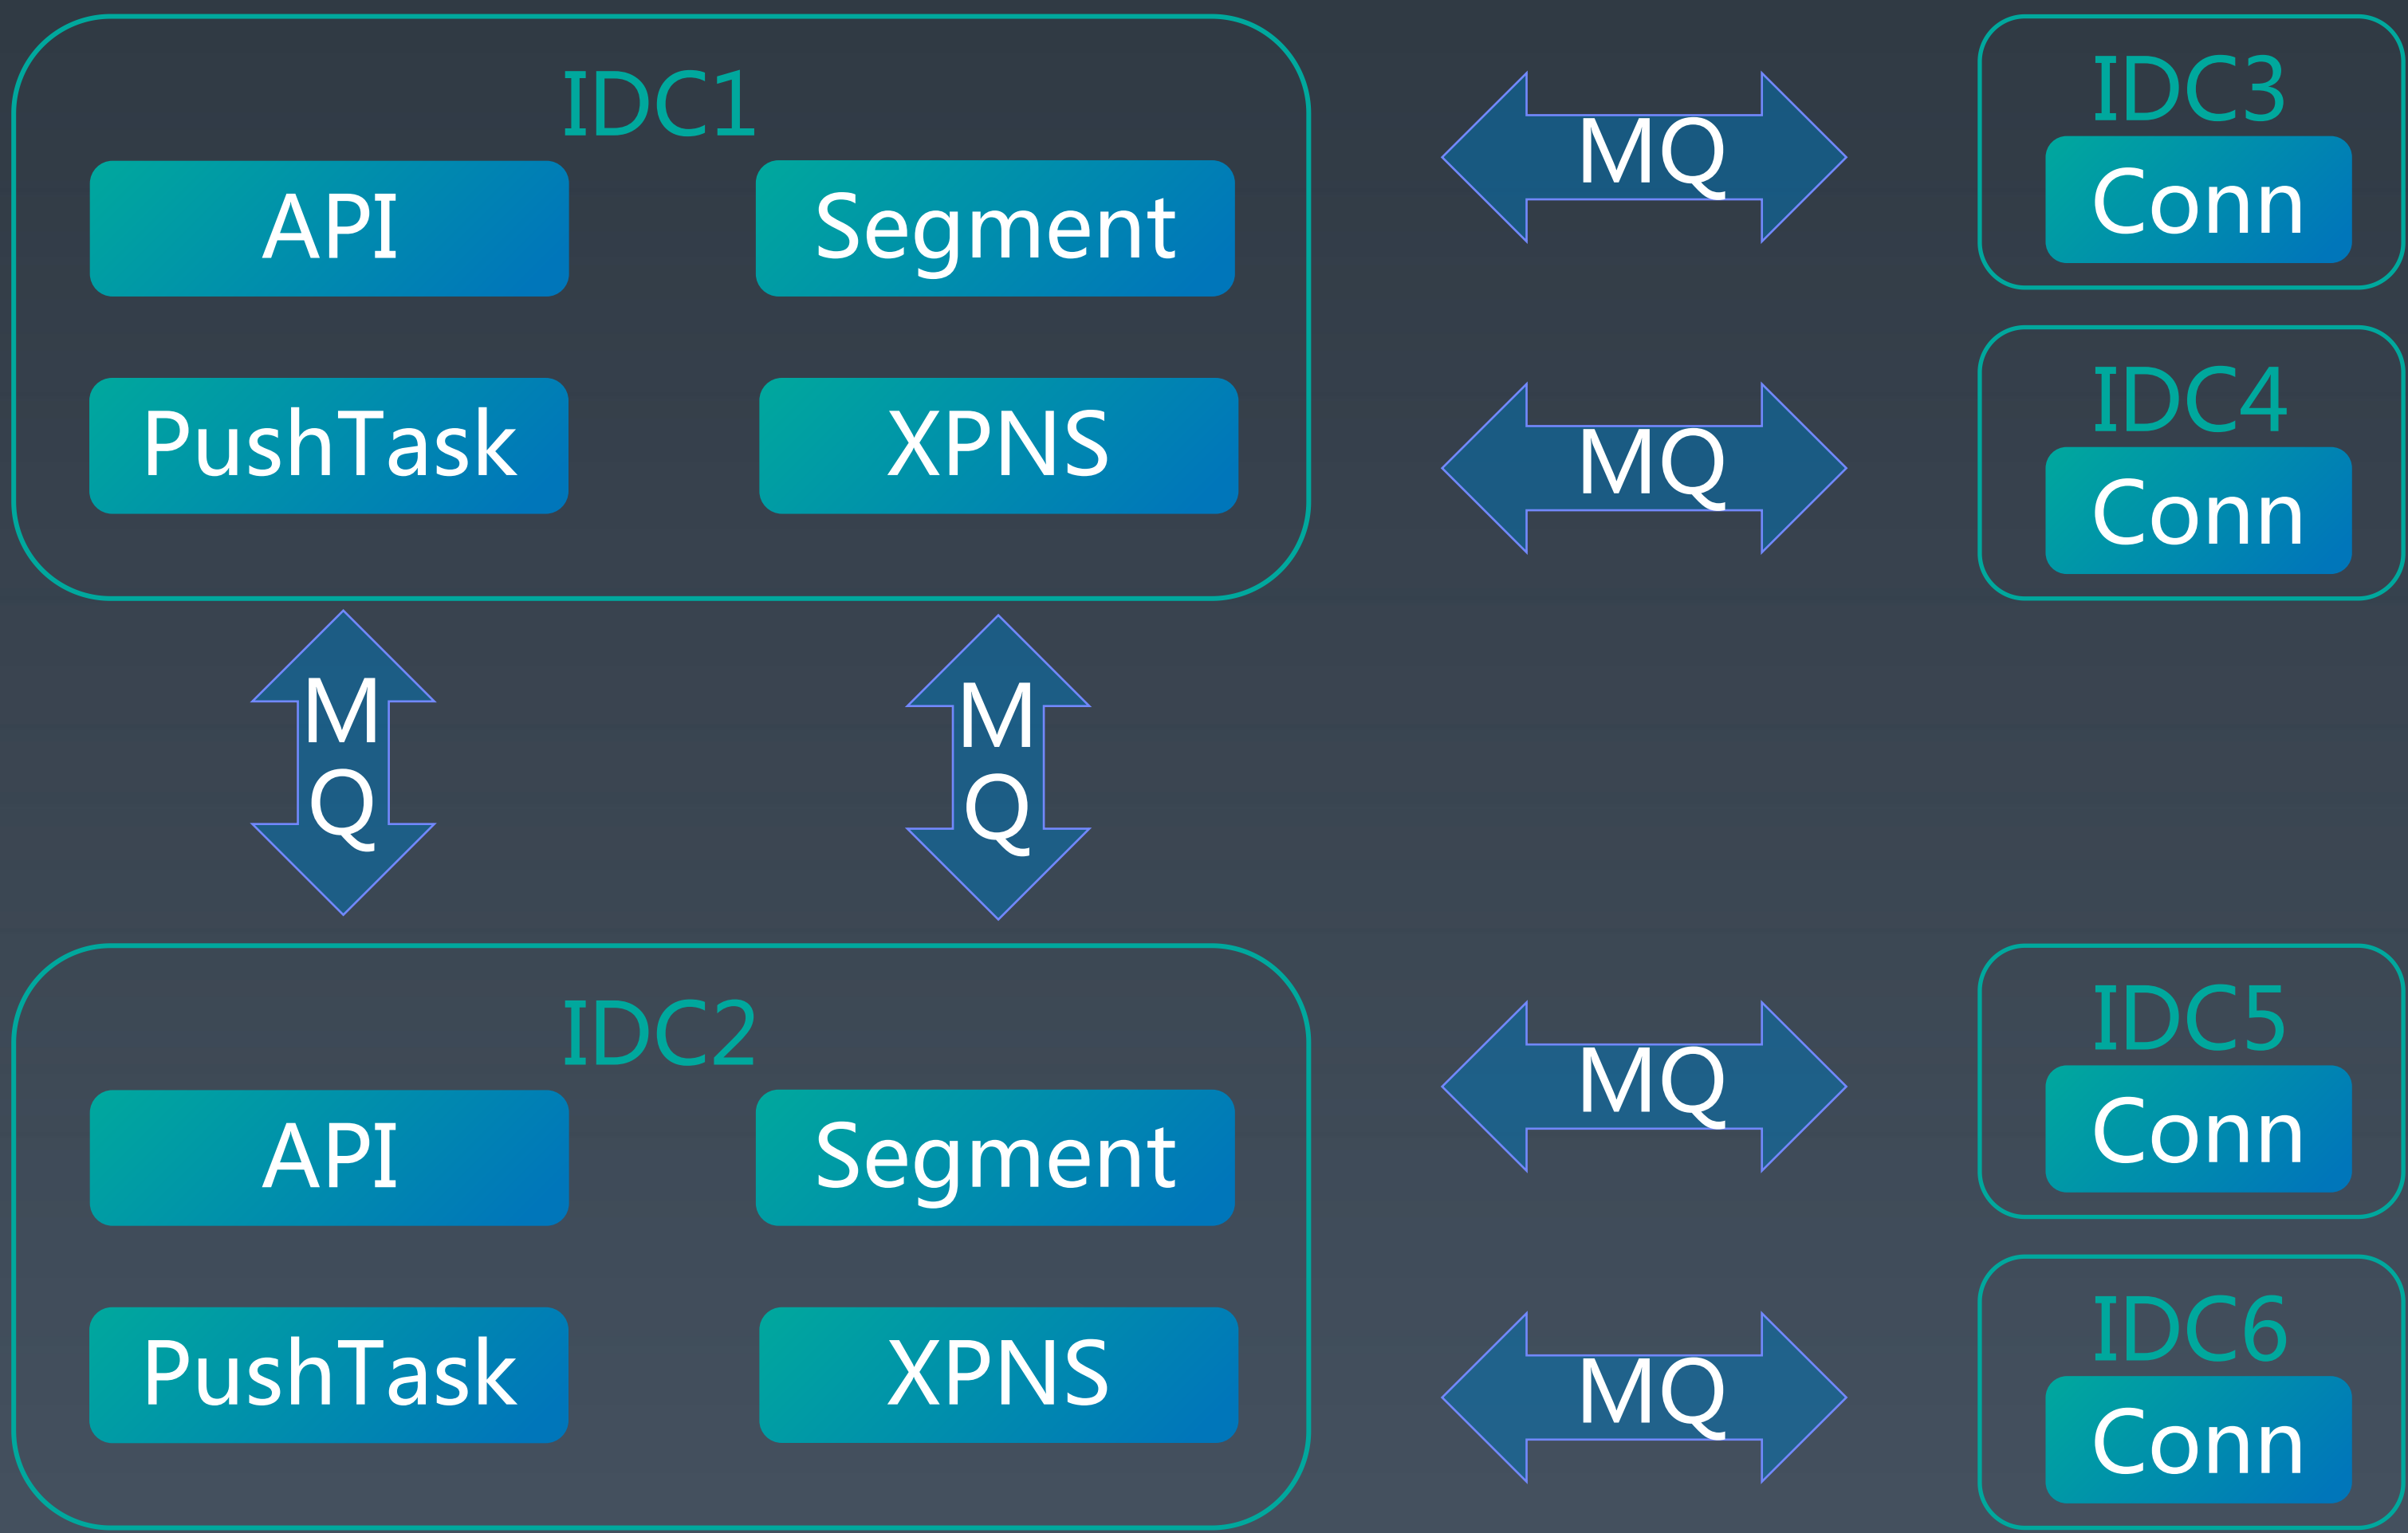 IDC1
API
Segment
PushTask
XPNS
MQ
IDC3
Conn
MQ
IDC4
Conn
M
Q
M
Q
IDC2
API
Segment
PushTask
XPNS
MQ
IDC5
Conn
MQ
IDC6
Conn